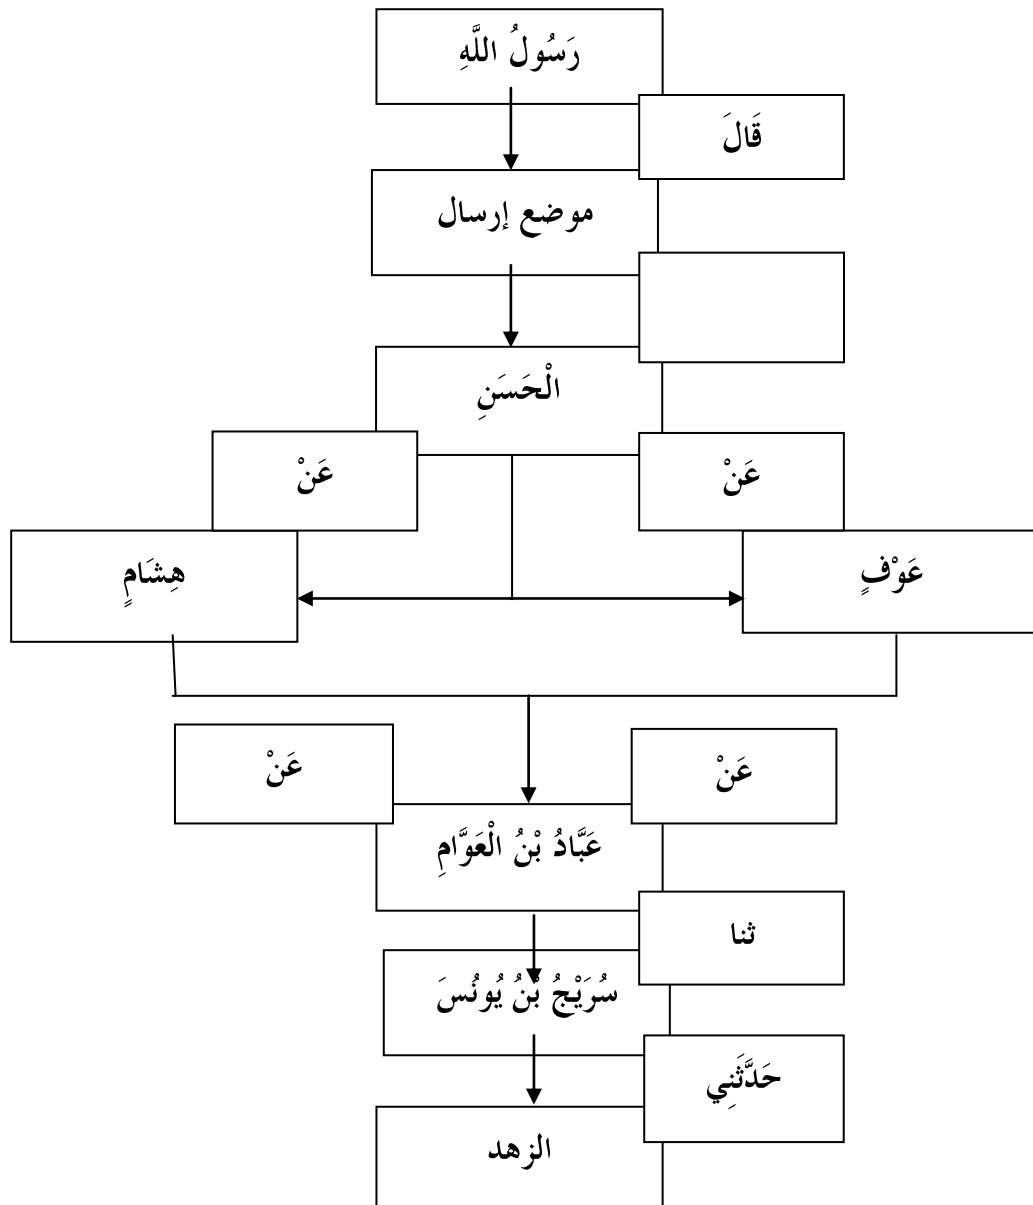 رَسُولُ اللَّهِ
قَالَ
موضع إرسال
الْحَسَنِ
عَنْ
عَنْ
عَوْفٍ
هِشَامٍ
عَنْ
عَنْ
عَبَّادُ بْنُ الْعَوَّامِ
ثنا
سُرَيْجُ بْنُ يُونُسَ
حَدَّثَنِي
الزهد